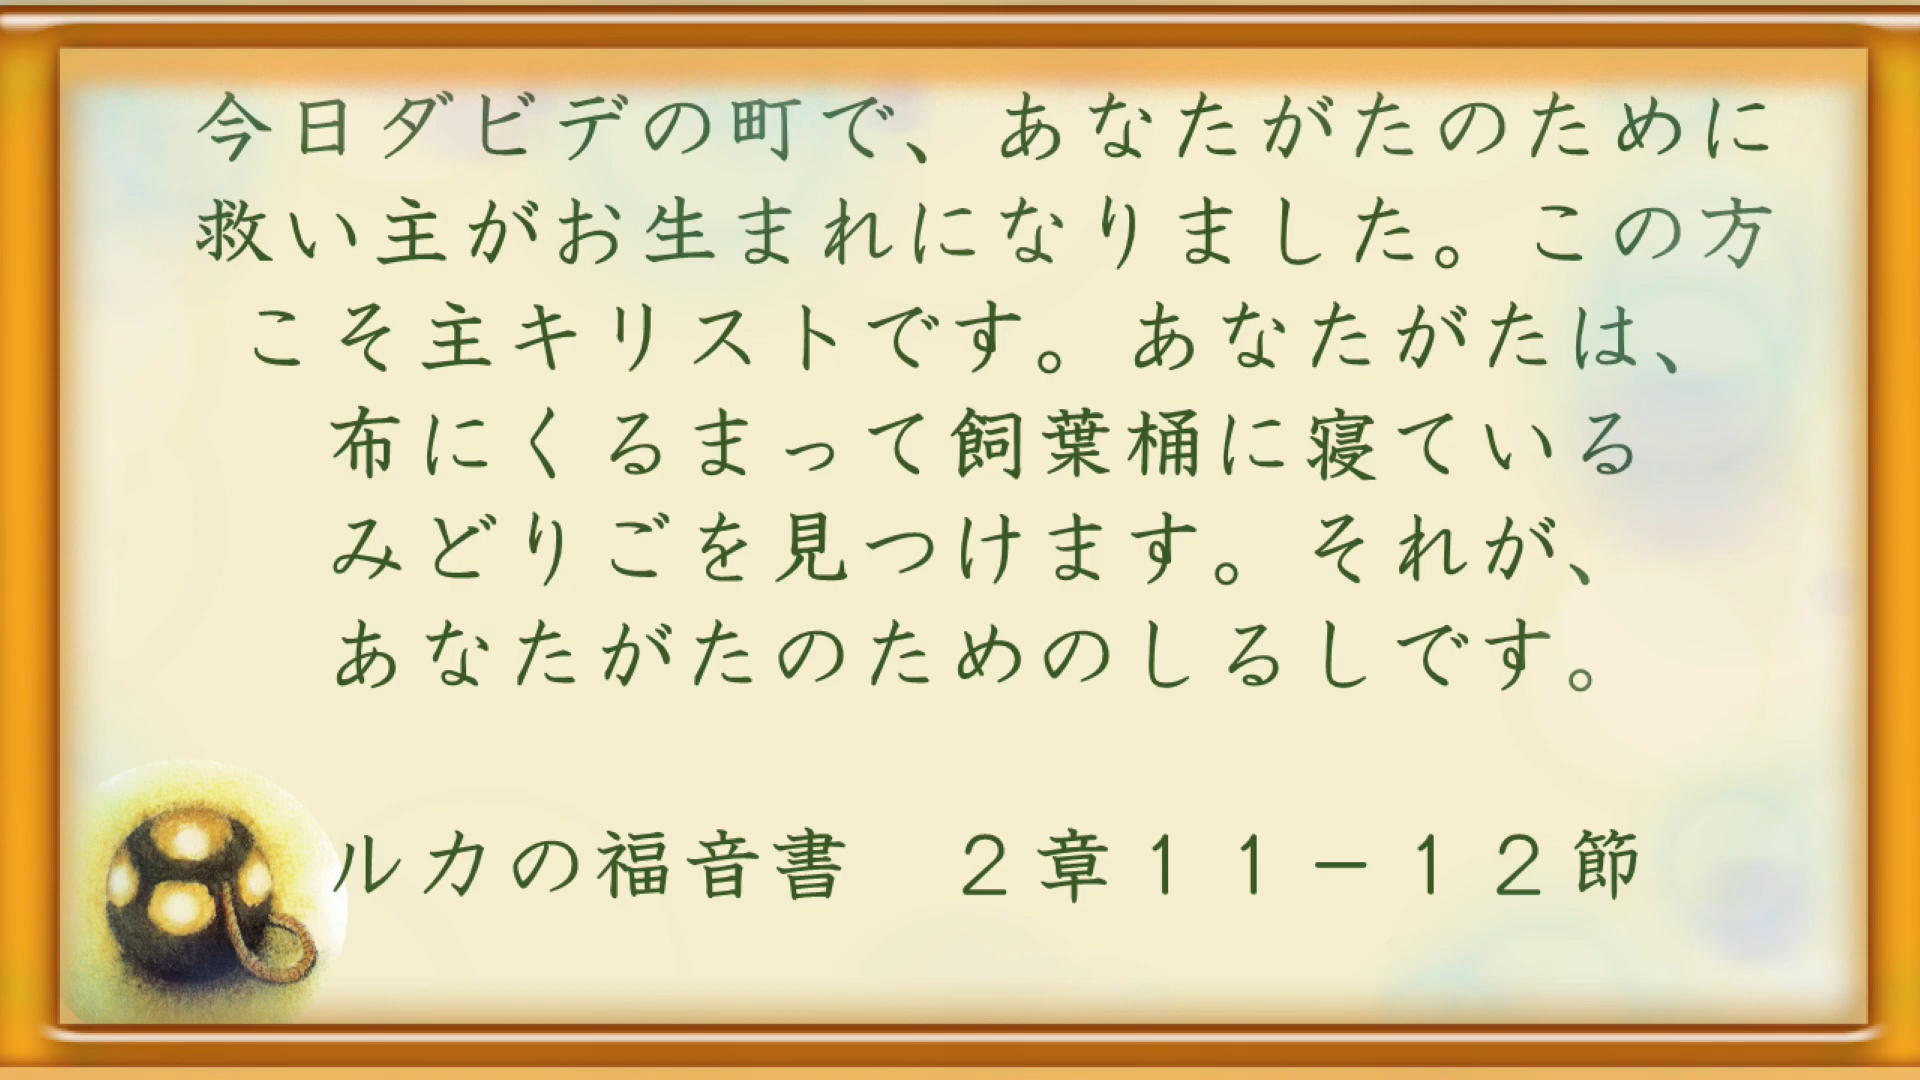 今日ダビデの町で、あなたがたのために
救い主がお生まれになりました。この方
こそ主キリストです。あなたがたは、
布にくるまって飼葉桶に寝ている
みどりごを見つけます。それが、
あなたがたのためのしるしです。
ルカの福音書　２章１１－１２節